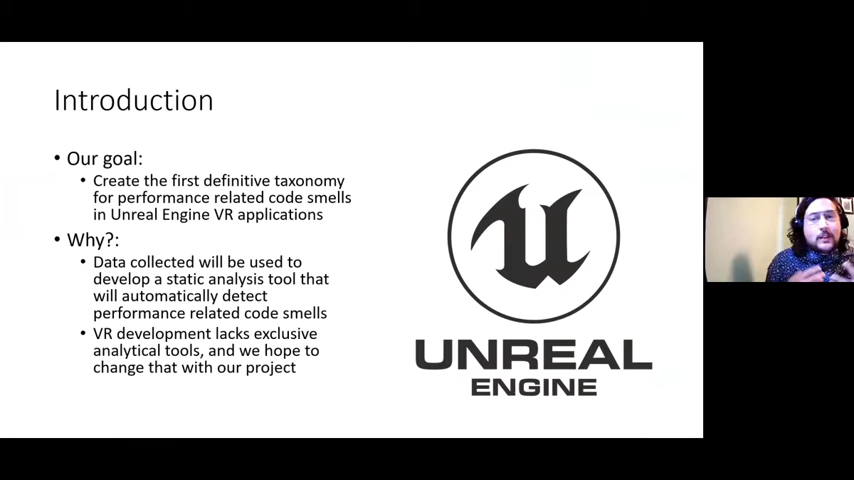 Introduction
• Our goal:
• Create the first definitive taxonomy
for performance related code smells
in Unreal Engine VR applications
• Why?:
• Data collected will be used to
develop a static analysis tool that
will automatically detect
performance related code smells
• VR development lacks exclusive
analytical tools, and we hope to
change that with our project
UNREAL
ENGINE